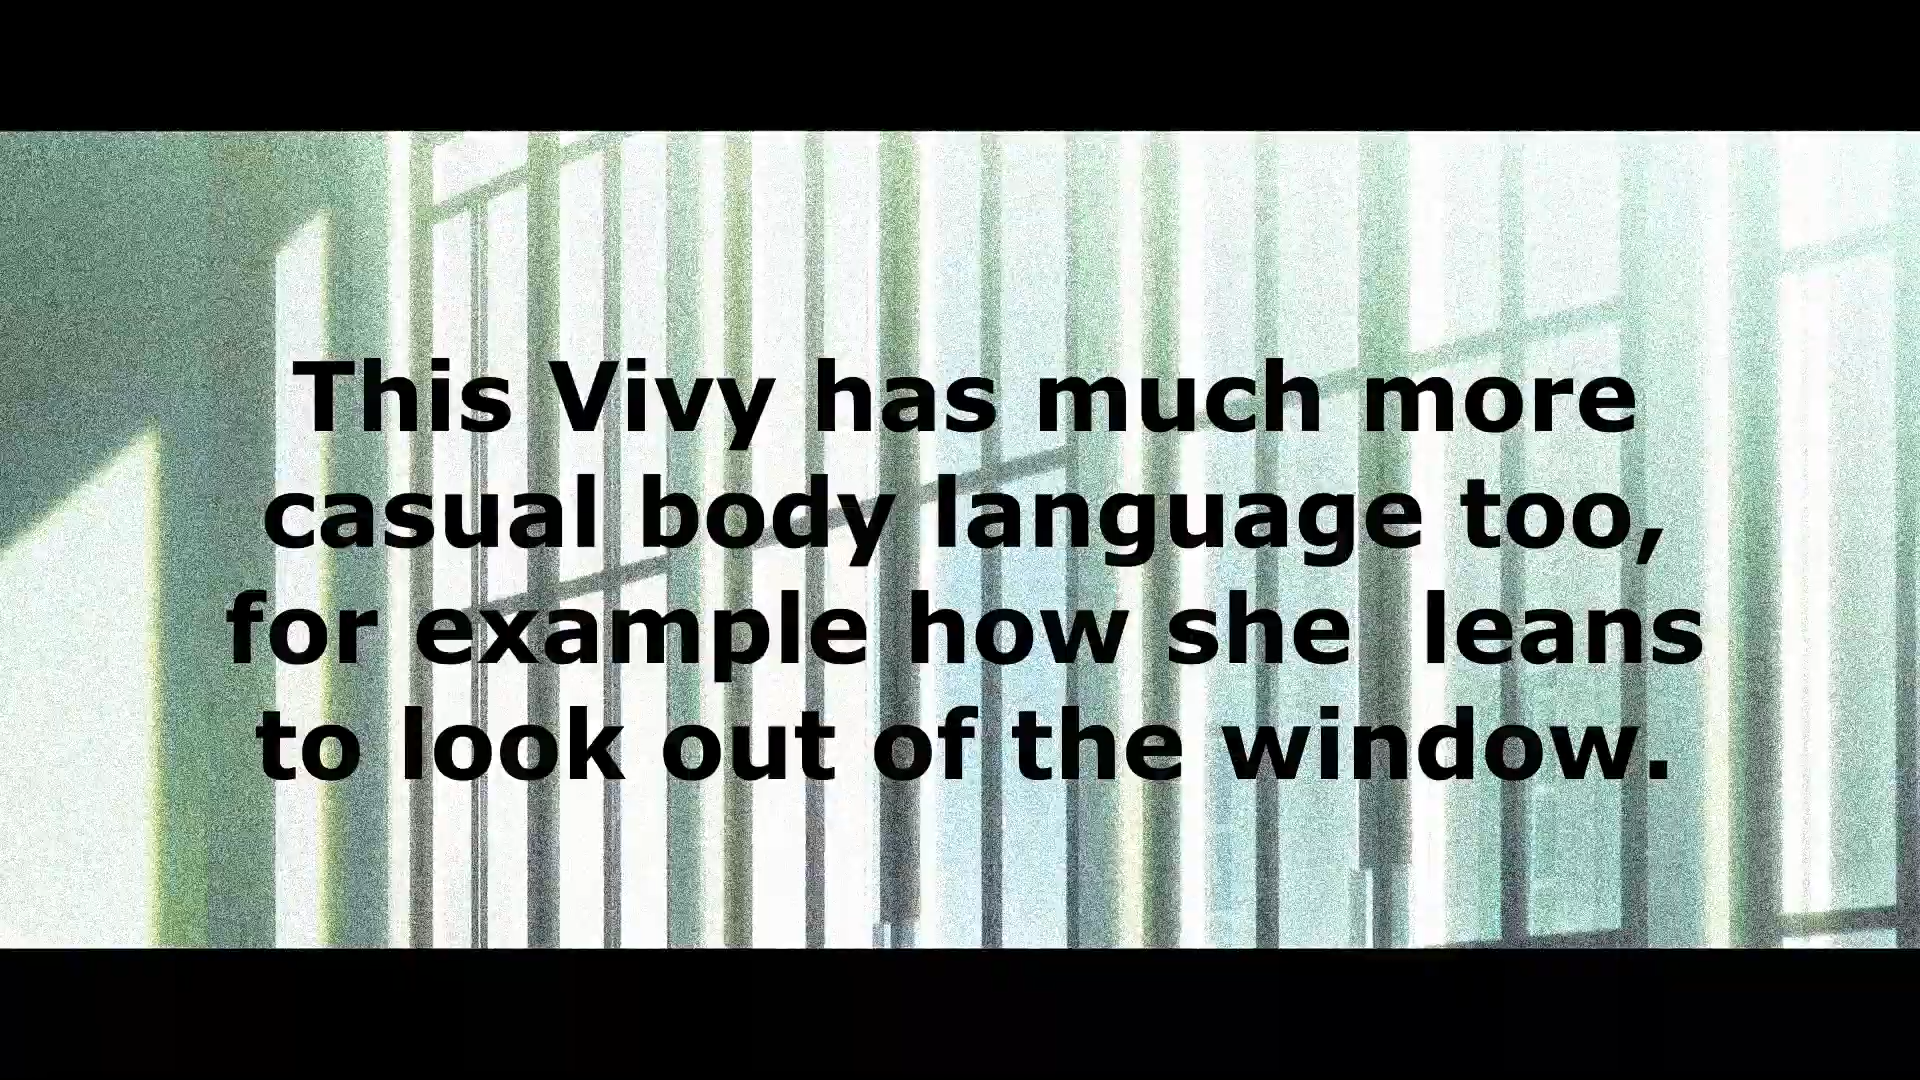 This Vivy has much more
casual body language too,
for example how she  leans
to look out of the window.